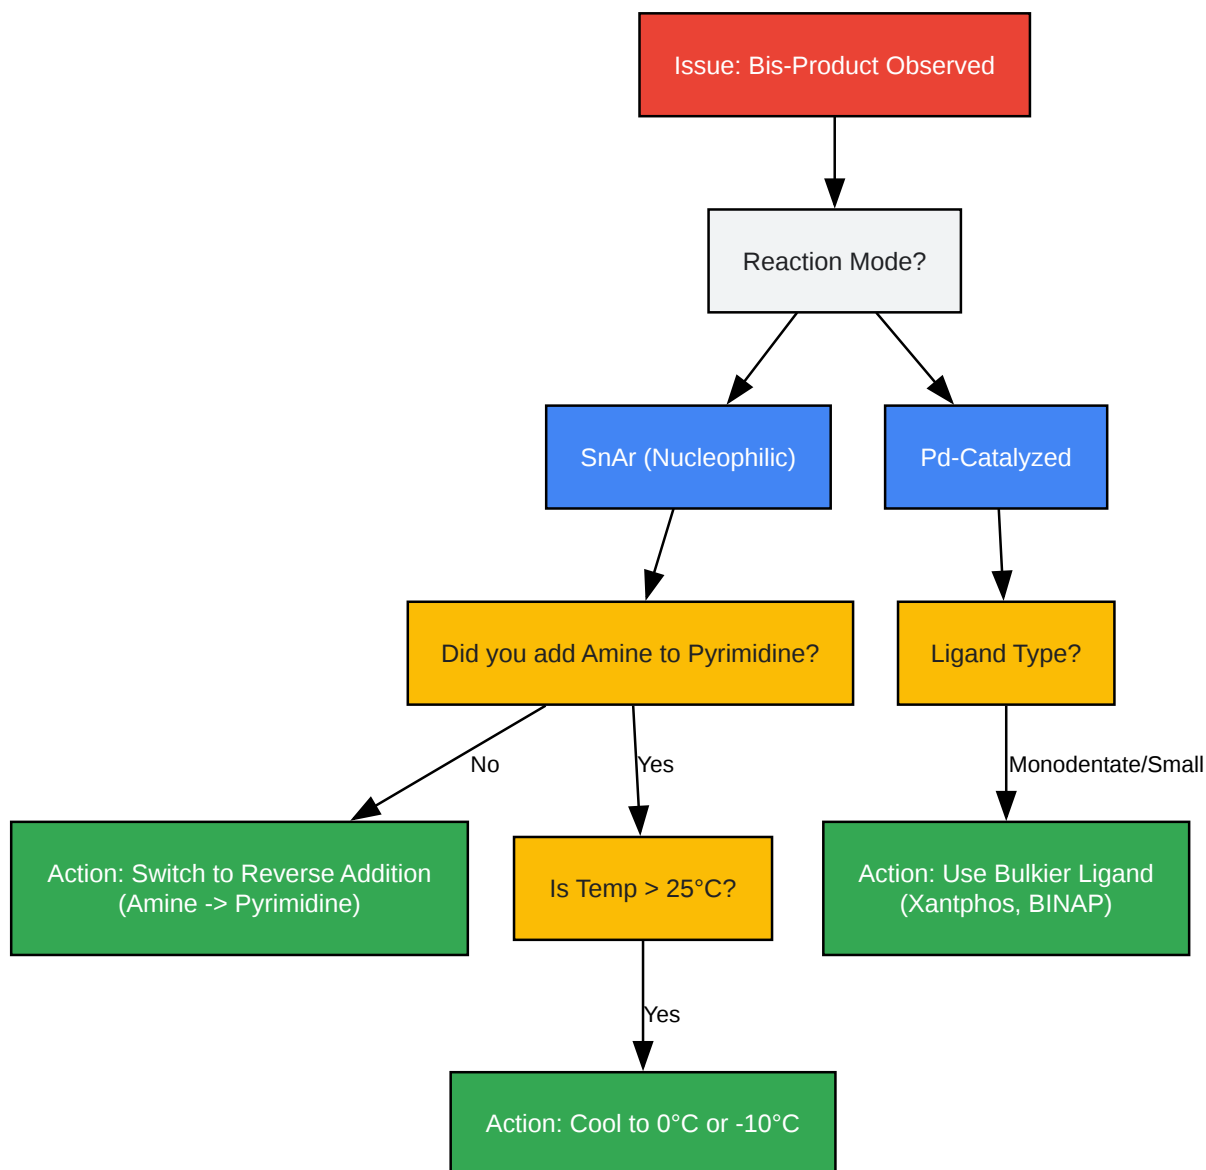 Issue: Bis-Product Observed
Reaction Mode?
SnAr (Nucleophilic)
Pd-Catalyzed
Did you add Amine to Pyrimidine?
Ligand Type?
No
Yes
Monodentate/Small
Action: Switch to Reverse Addition
(Amine -> Pyrimidine)
Is Temp > 25°C?
Action: Use Bulkier Ligand
(Xantphos, BINAP)
Yes
Action: Cool to 0°C or -10°C